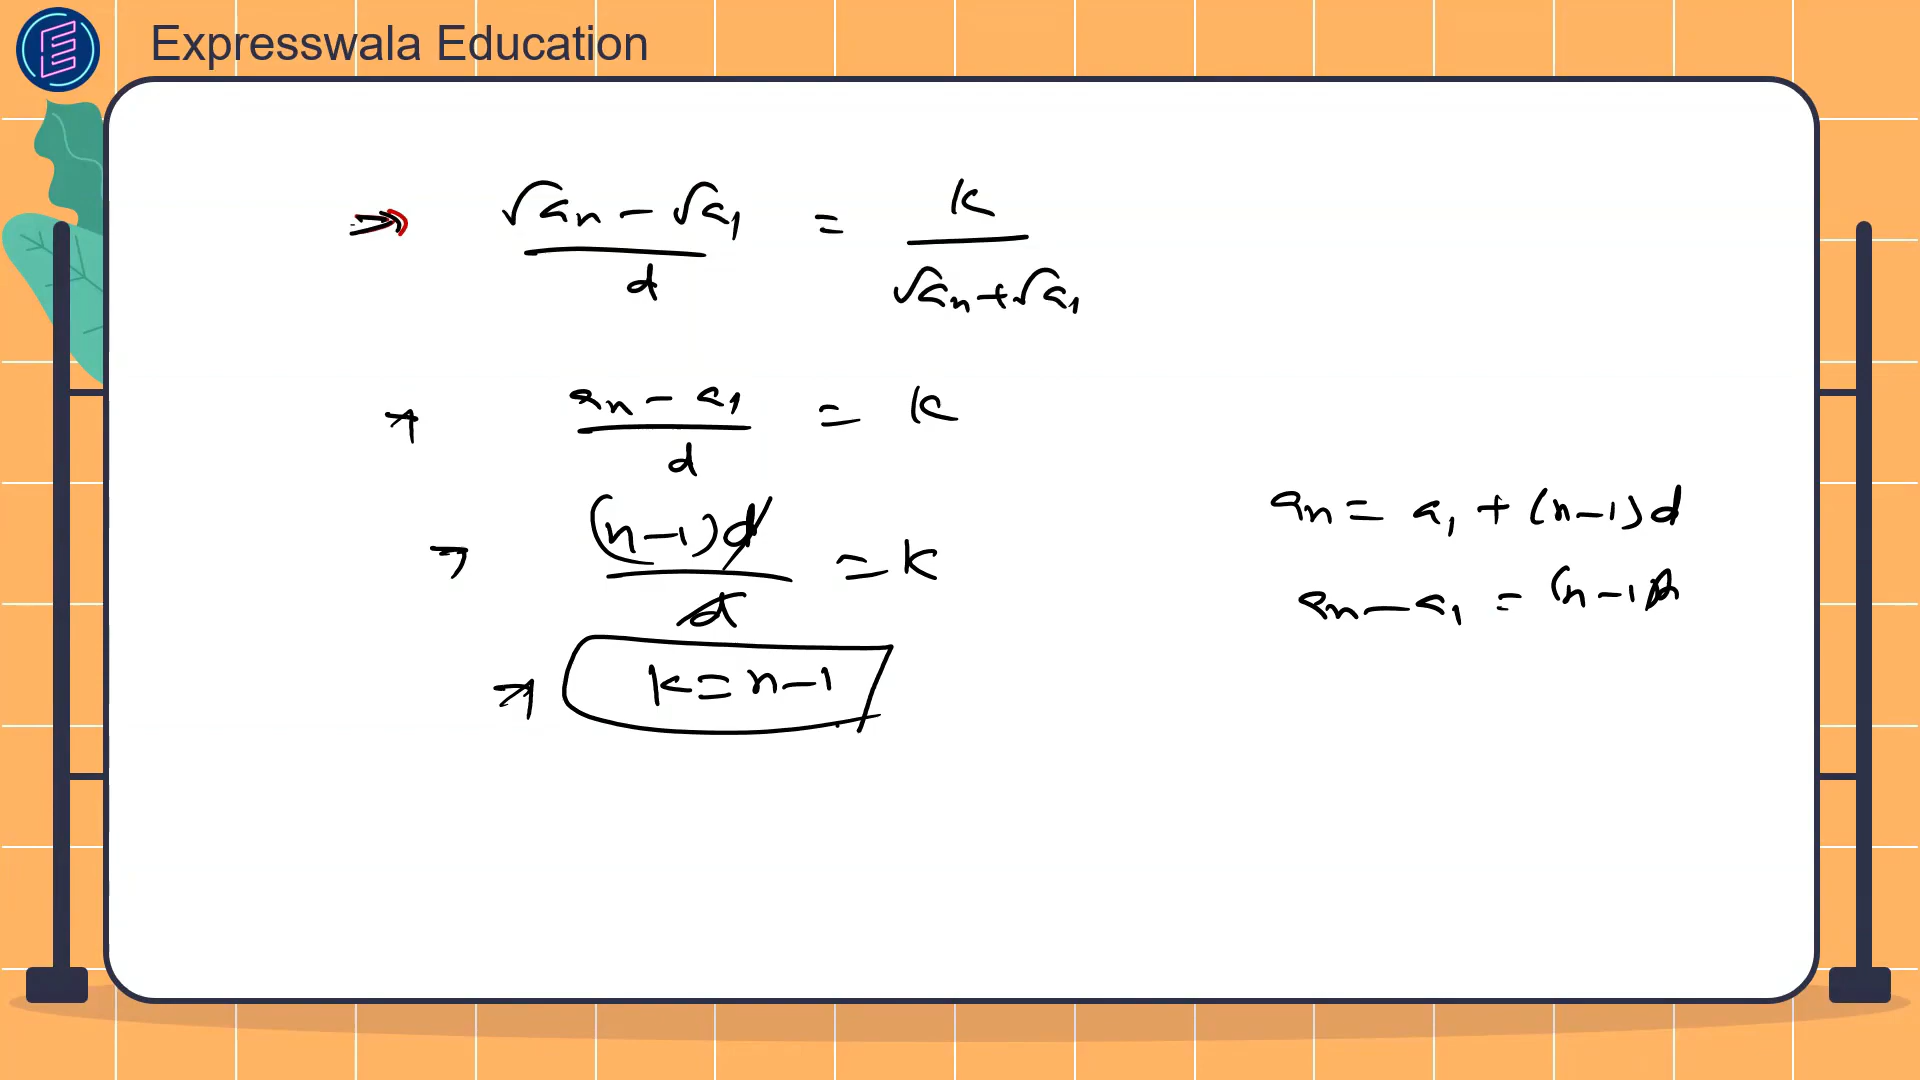 Expresswala Education
⇒ (√aₙ − √a₁)/d = k/(√aₙ + √a₁)
→ (aₙ − a₁)/d = k
→ (n−1)d/d = k
→ k = n−1
aₙ = a₁ + (n−1)d
aₙ − a₁ = (n−1)d